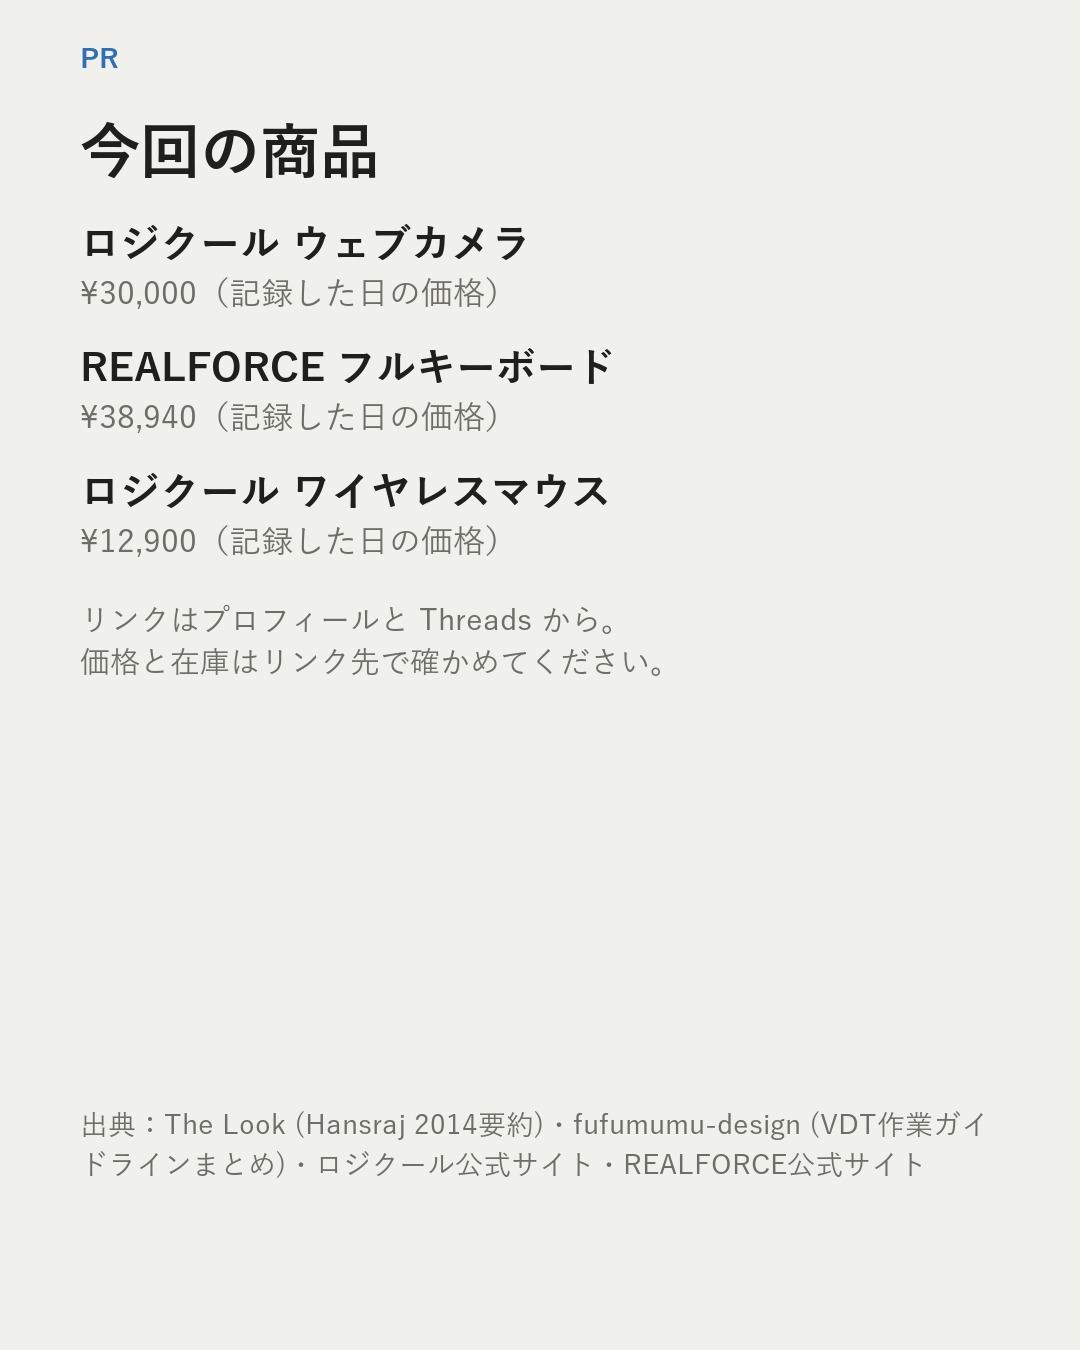 PR
今回の商品
ロジクール ウェブカメラ
¥30,000（記録した日の価格）
REALFORCE フルキーボード
¥38,940（記録した日の価格）
ロジクール ワイヤレスマウス
¥12,900（記録した日の価格）
リンクはプロフィールと Threads から。
価格と在庫はリンク先で確かめてください。
出典：The Look (Hansraj 2014要約)・fufumumu-design (VDT作業ガイ
ドラインまとめ)・ロジクール公式サイト・REALFORCE公式サイト